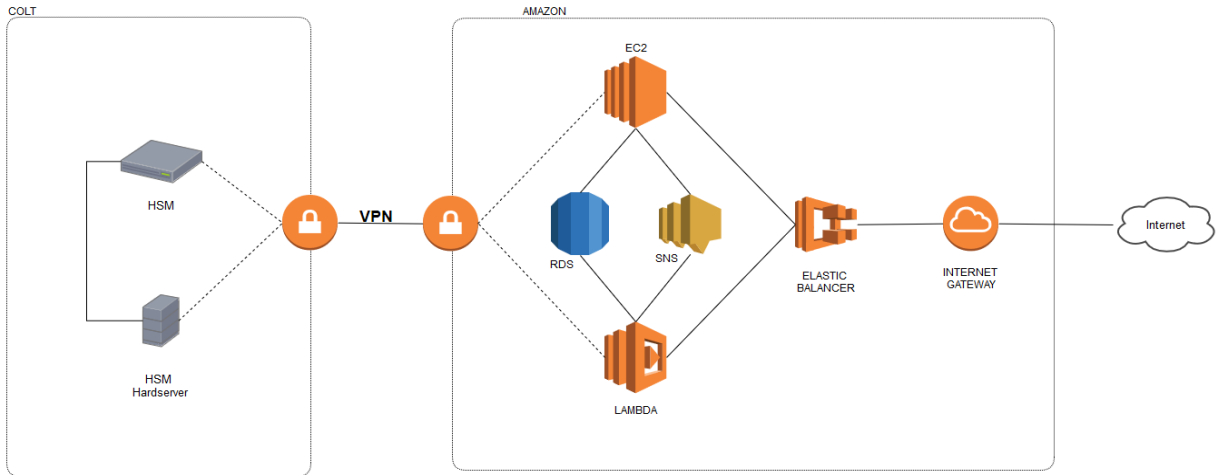 COLT
AMAZON
EC2
HSM
VPN
RDS
SNS
ELASTIC
BALANCER
INTERNET
GATEWAY
Internet
HSM
Hardserver
LAMBDA